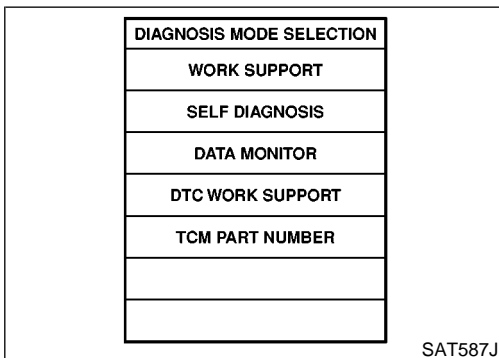 DIAGNOSIS MODE SELECTION
WORK SUPPORT
SELF DIAGNOSIS
DATA MONITOR
DTC WORK SUPPORT
TCM PART NUMBER
SAT587J